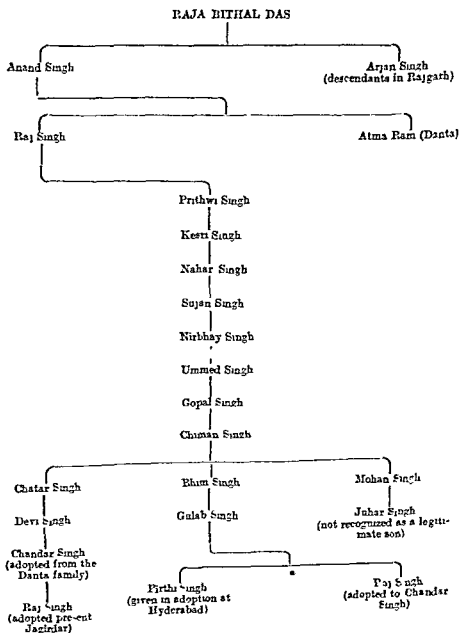 RAJA BITHAL DAS
Anand Singh
Arjan Singh
(descendants in Rajgarh)
Raj Singh
Atma Ram (Danta)
Prithwi Singh
Kesri Singh
Nahar Singh
Sujan Singh
Nirbhay Singh
Ummed Singh
Gopal Singh
Chiman Singh
Chatar Singh
Bhim Singh
Mohan Singh
Devi Singh
Gulab Singh
Juhar Singh
(not recognized as a legiti-
mate son)
Chandar Singh
(adopted from the
Danta family)
Pirthi Singh
(given in adoption at
Hyderabad)
Raj Singh
(adopted to Chandar
Singh)
Raj Singh
(adopted present
Jagirdar)